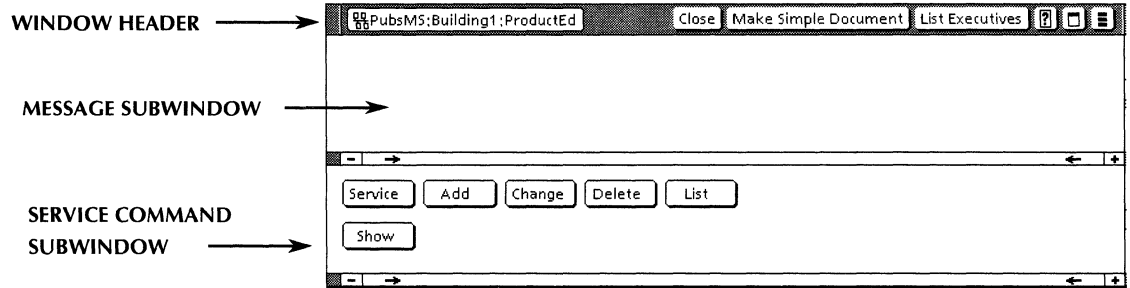 WINDOW HEADER
PubsMS:Building1:ProductEd Close Make Simple Document List Executives ?
MESSAGE SUBWINDOW
Service Add Change Delete List
SERVICE COMMAND
SUBWINDOW
Show